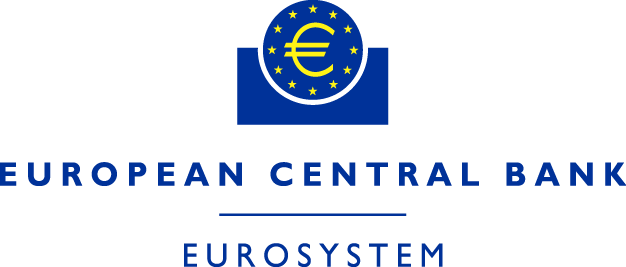 €
EUROPEAN CENTRAL BANK
EUROSYSTEM